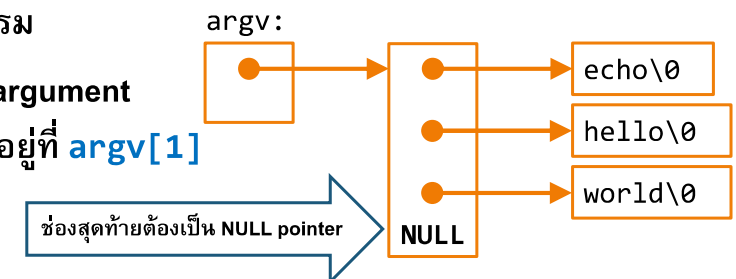 รม
argv:
argument
echo\0
hello\0
อยู่ที่ argv[1]
world\0
ช่องสุดท้ายต้องเป็น NULL pointer
NULL